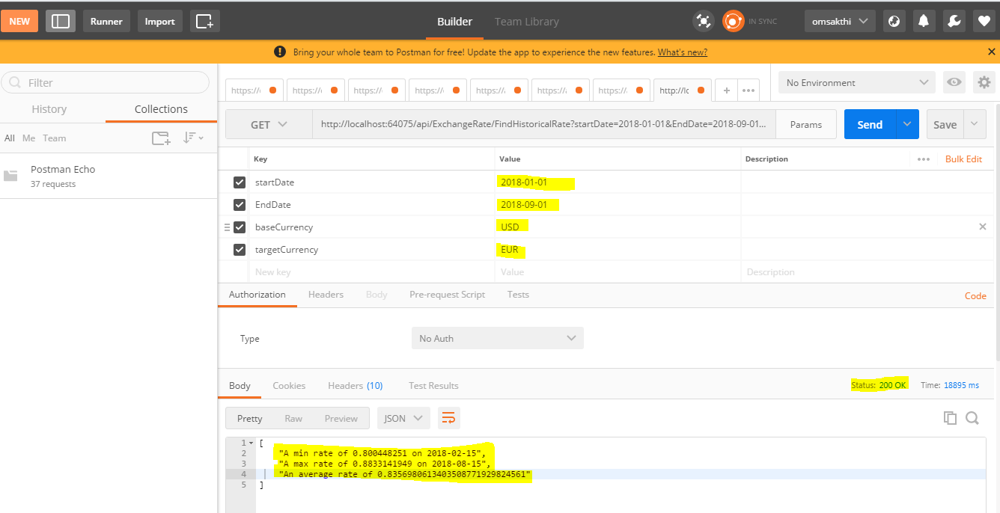 NEW Runner Import Builder Team Library IN SYNC omsakthi
Bring your whole team to Postman for free! Update the app to experience the new features. What's new?
Filter
History Collections
All Me Team
Postman Echo
37 requests
https:// https:// https:// https:// https:// https:// https:// http://lc + ••• No Environment
GET http://localhost:64075/api/ExchangeRate/FindHistoricalRate?startDate=2018-01-01&EndDate=2018-09-01... Params Send Save
Key Value Description ••• Bulk Edit
startDate 2018-01-01
EndDate 2018-09-01
baseCurrency USD
targetCurrency EUR
New key Value Description
Authorization Headers Body Pre-request Script Tests Code
Type No Auth
Body Cookies Headers (10) Test Results Status: 200 OK Time: 18895 ms
Pretty Raw Preview JSON
1 [
2 "A min rate of 0.800448251 on 2018-02-15",
3 "A max rate of 0.8833141949 on 2018-08-15",
4 "An average rate of 0.8356980613403508771929824561"
5 ]